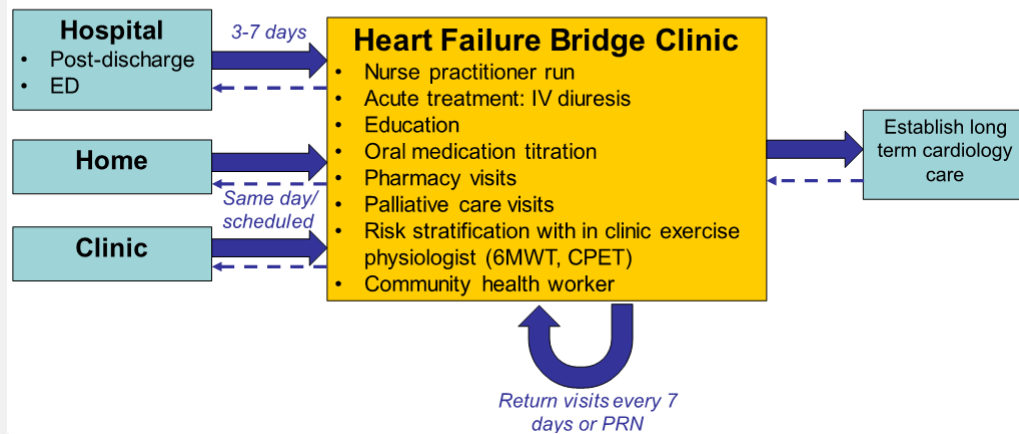 Hospital
• Post-discharge
• ED
3-7 days
Home
Same day/
scheduled
Clinic
Heart Failure Bridge Clinic
• Nurse practitioner run
• Acute treatment: IV diuresis
• Education
• Oral medication titration
• Pharmacy visits
• Palliative care visits
• Risk stratification with in clinic exercise
physiologist (6MWT, CPET)
• Community health worker
Return visits every 7
days or PRN
Establish long
term cardiology
care